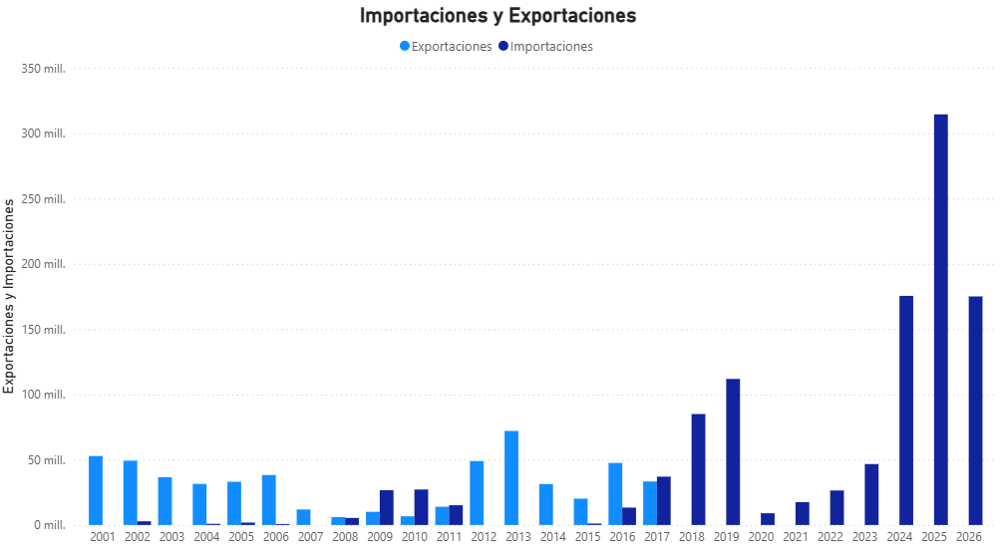 Importaciones y Exportaciones
Exportaciones Importaciones
350 mill.
300 mill.
250 mill.
200 mill.
150 mill.
100 mill.
50 mill.
0 mill.
Exportaciones y Importaciones
2001 2002 2003 2004 2005 2006 2007 2008 2009 2010 2011 2012 2013 2014 2015 2016 2017 2018 2019 2020 2021 2022 2023 2024 2025 2026